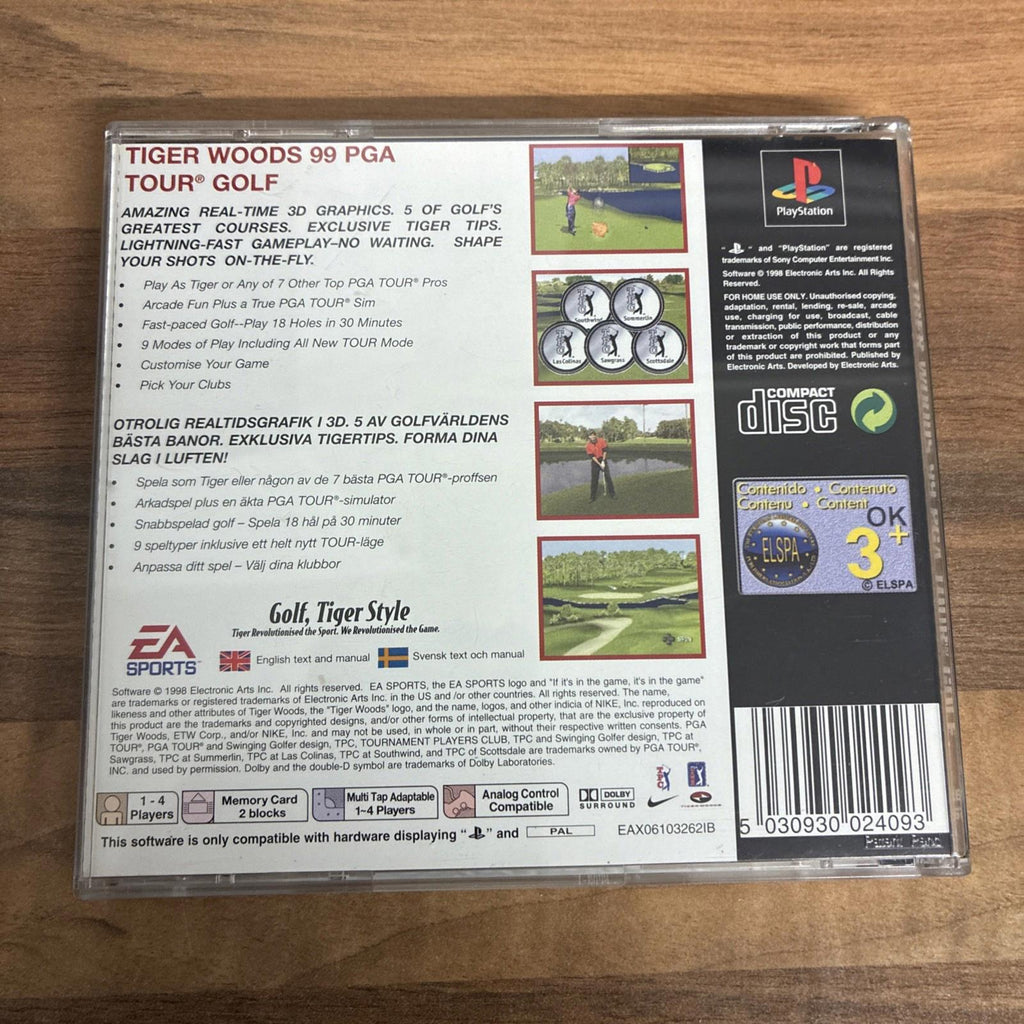 TIGER WOODS 99 PGA
TOUR® GOLF
AMAZING REAL-TIME 3D GRAPHICS. 5 OF GOLF'S
GREATEST COURSES. EXCLUSIVE TIGER TIPS.
LIGHTNING-FAST GAMEPLAY–NO WAITING. SHAPE
YOUR SHOTS ON-THE-FLY.
• Play As Tiger or Any of 7 Other Top PGA TOUR® Pros
• Arcade Fun Plus a True PGA TOUR® Sim
• Fast-paced Golf--Play 18 Holes in 30 Minutes
• 9 Modes of Play Including All New TOUR Mode
• Customise Your Game
• Pick Your Clubs
OTROLIG REALTIDSGRAFIK I 3D. 5 AV GOLFVÄRLDENS
BÄSTA BANOR. EXKLUSIVA TIGERTIPS. FORMA DINA
SLAG I LUFTEN!
• Spela som Tiger eller någon av de 7 bästa PGA TOUR®-proffsen
• Arkadspel plus en äkta PGA TOUR®-simulator
• Snabbspelad golf – Spela 18 hål på 30 minuter
• 9 speltyper inklusive ett helt nytt TOUR-läge
• Anpassa ditt spel – Välj dina klubbor
Golf, Tiger Style
Tiger Revolutionised the Sport. We Revolutionised the Game.
EA
SPORTS™
English text and manual
Svensk text och manual
Software © 1998 Electronic Arts Inc. All rights reserved. EA SPORTS, the EA SPORTS logo and "If it's in the game, it's in the game"
are trademarks or registered trademarks of Electronic Arts Inc. in the US and /or other countries. All rights reserved. The name,
likeness and other attributes of Tiger Woods, the "Tiger Woods" logo, and the name, logos, and other indicia of NIKE, Inc. reproduced on
this product are the trademarks and copyrighted designs, and/or other forms of intellectual property, that are the exclusive property of
Tiger Woods, ETW Corp., and/or NIKE, Inc. and may not be used, in whole or in part, without their respective written consents. PGA
TOUR®, PGA TOUR® and Swinging Golfer design, TPC, TOURNAMENT PLAYERS CLUB, TPC and Swinging Golfer design, TPC at
Sawgrass, TPC at Summerlin, TPC at Las Colinas, TPC at Southwind, and TPC of Scottsdale are trademarks owned by PGA TOUR®,
INC. and used by permission. Dolby and the double-D symbol are trademarks of Dolby Laboratories.
1 - 4
Players
Memory Card
2 blocks
Multi Tap Adaptable
1~4 Players
Analog Control
Compatible
DOLBY
SURROUND
This software is only compatible with hardware displaying " " and PAL
EAX06103262IB
Southwind
Summerlin
Las Colinas
Sawgrass
Scottsdale
PlayStation
" " and "PlayStation" are registered
trademarks of Sony Computer Entertainment Inc.
Software © 1998 Electronic Arts Inc. All Rights
Reserved.
FOR HOME USE ONLY. Unauthorised copying,
adaptation, rental, lending, re-sale, arcade
use, charging for use, broadcast, cable
transmission, public performance, distribution
or extraction of this product or any
trademark or copyright work that forms part
of this product are prohibited. Published by
Electronic Arts. Developed by Electronic Arts.
COMPACT
disc
Contenido • Contenuto
Contenu • Content
ELSPA
OK
3+
© ELSPA
5 030930 024093